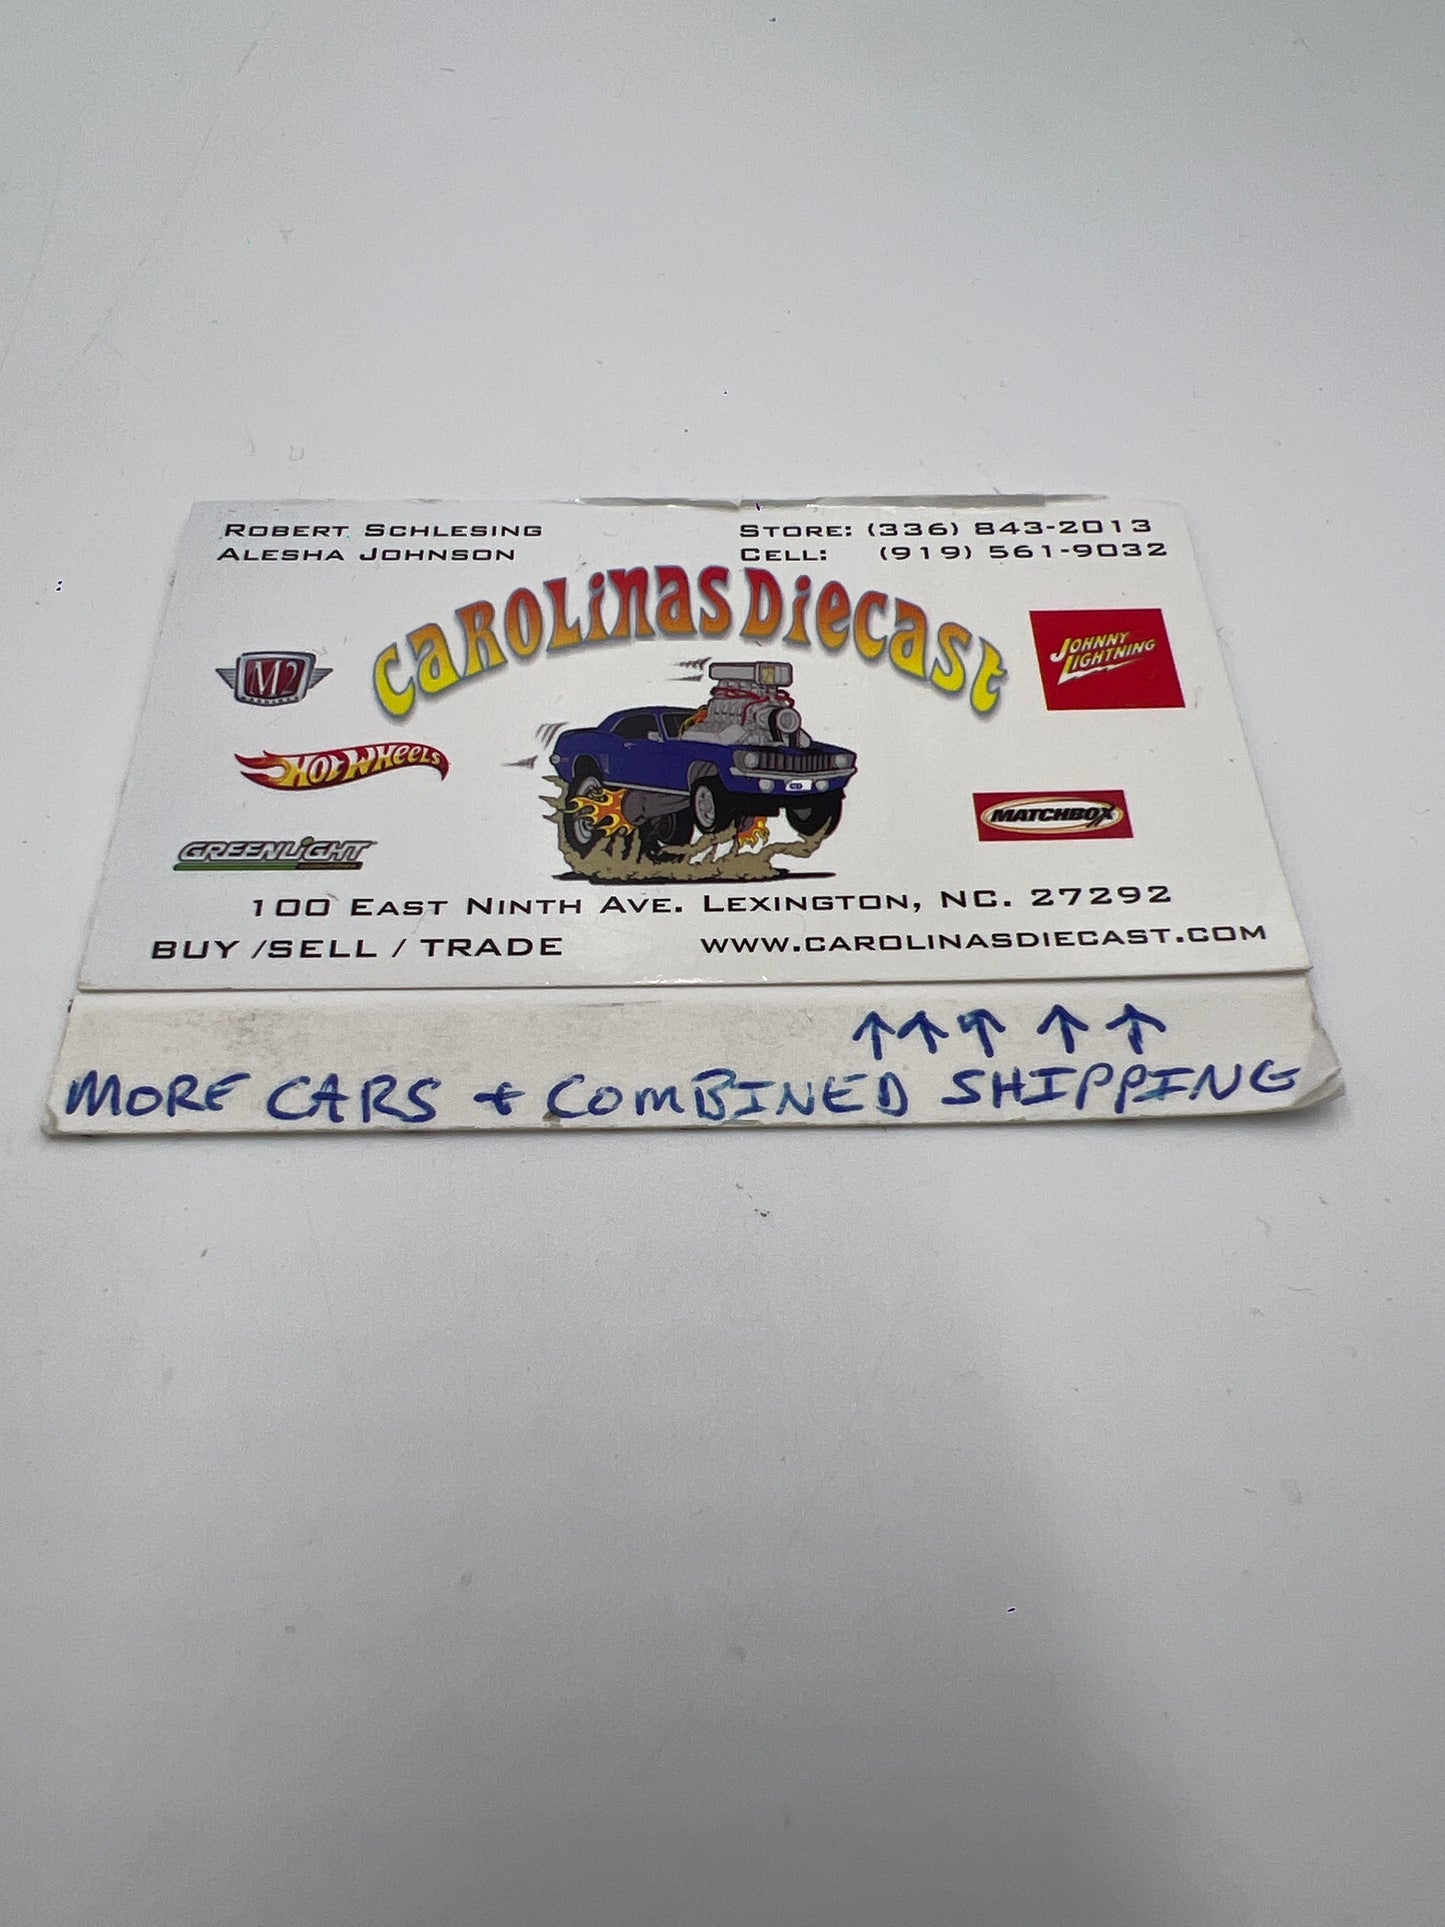 ROBERT SCHLESING
ALESHA JOHNSON
STORE: (336) 843-2013
CELL: (919) 561-9032
CAROLiNAS DiECAST
M2
JOHNNY LIGHTNING
HOT WHEELS
MATCHBOX
GREENLiGHT
100 EAST NINTH AVE. LEXINGTON, NC. 27292
BUY /SELL / TRADE
WWW.CAROLINASDIECAST.COM
↑ ↑ ↑ ↑ ↑
MORE CARS + COMBINED SHIPPING